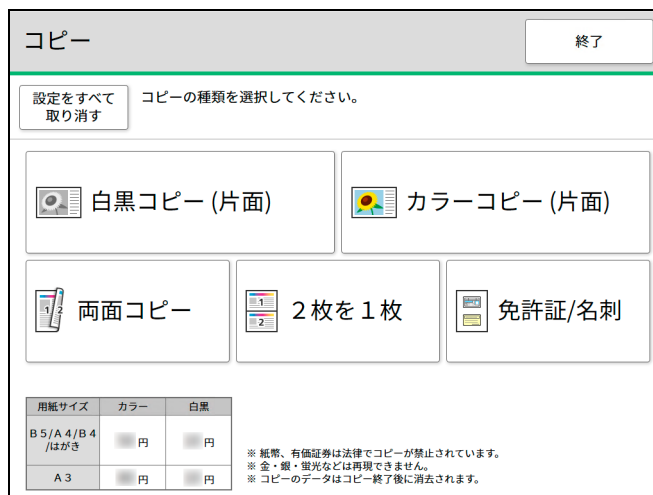 コピー
終了
設定をすべて
取り消す
コピーの種類を選択してください。
白黒コピー (片面)
カラーコピー (片面)
1 2
両面コピー
1
2
２枚を１枚
免許証/名刺
用紙サイズ カラー 白黒
Ｂ５/Ａ４/Ｂ４
/はがき
円 円
Ａ３ 円 円
※ 紙幣、有価証券は法律でコピーが禁止されています。
※ 金・銀・蛍光などは再現できません。
※ コピーのデータはコピー終了後に消去されます。